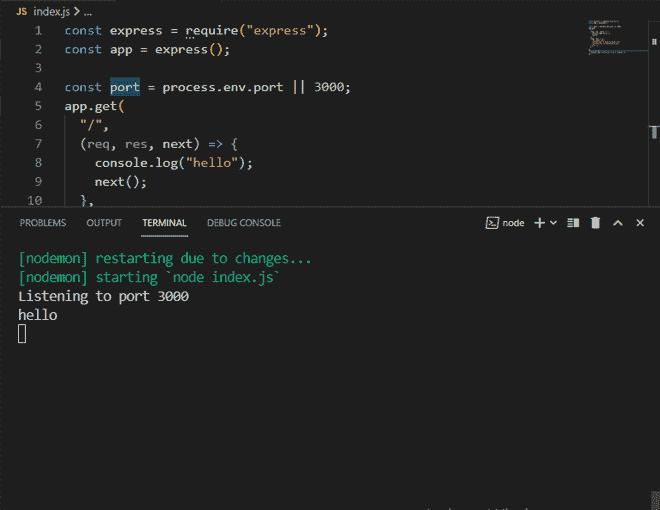 JS index.js > ...
1 const express = require("express");
2 const app = express();
3
4 const port = process.env.port || 3000;
5 app.get(
6 "/",
7 (req, res, next) => {
8 console.log("hello");
9 next();
10 },
PROBLEMS OUTPUT TERMINAL DEBUG CONSOLE node
[nodemon] restarting due to changes...
[nodemon] starting `node index.js`
Listening to port 3000
hello